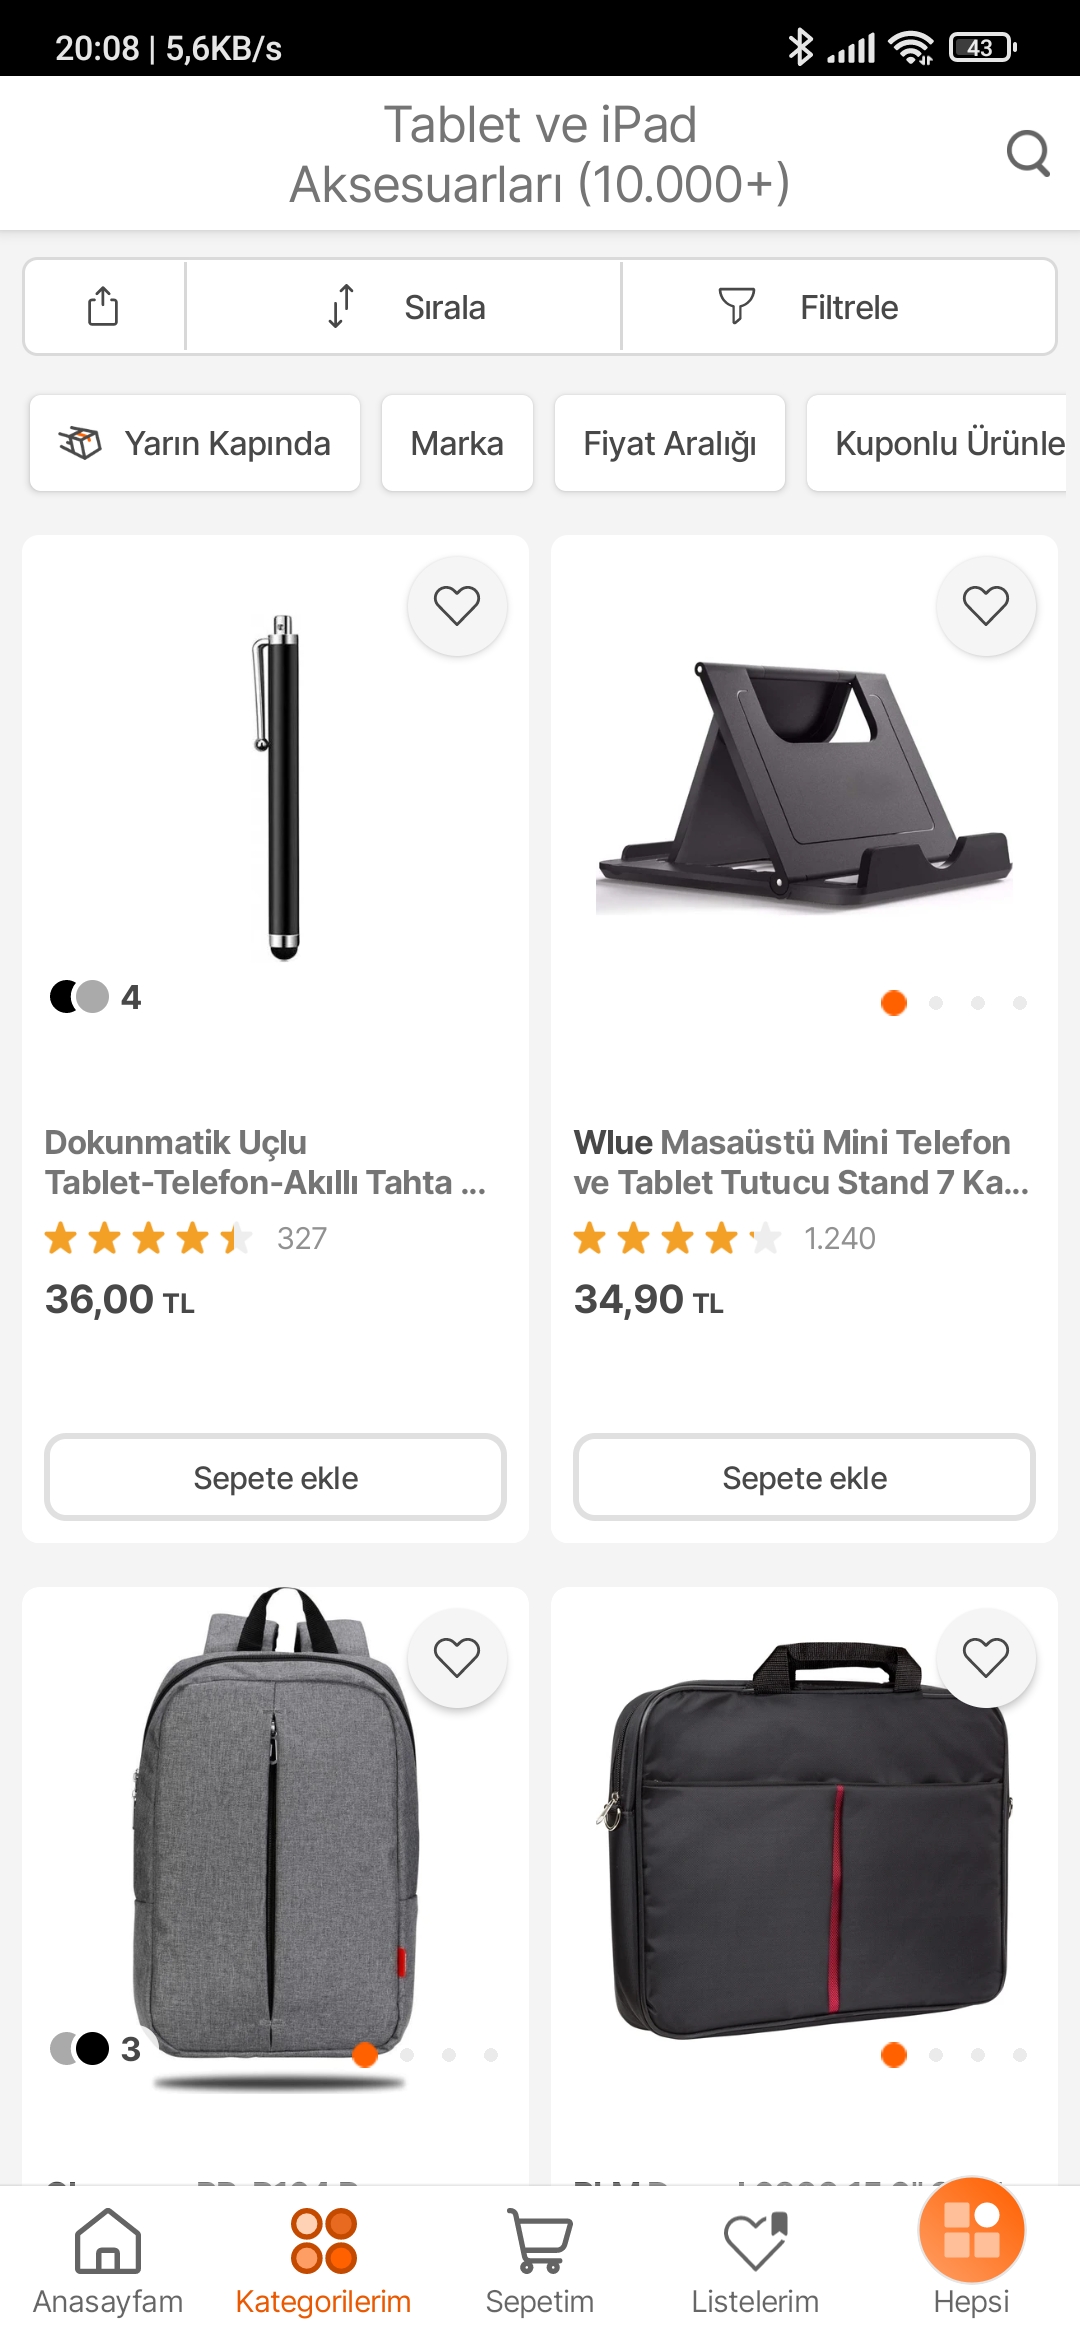 20:08 | 5,6KB/s
43
Tablet ve iPad
Aksesuarları (10.000+)
Sırala
Filtrele
Yarın Kapında
Marka
Fiyat Aralığı
Kuponlu Ürünle
4
Dokunmatik Uçlu
Tablet-Telefon-Akıllı Tahta ...
327
36,00 TL
Sepete ekle
Wlue Masaüstü Mini Telefon
ve Tablet Tutucu Stand 7 Ka...
1.240
34,90 TL
Sepete ekle
3
Anasayfam
Kategorilerim
Sepetim
Listelerim
Hepsi